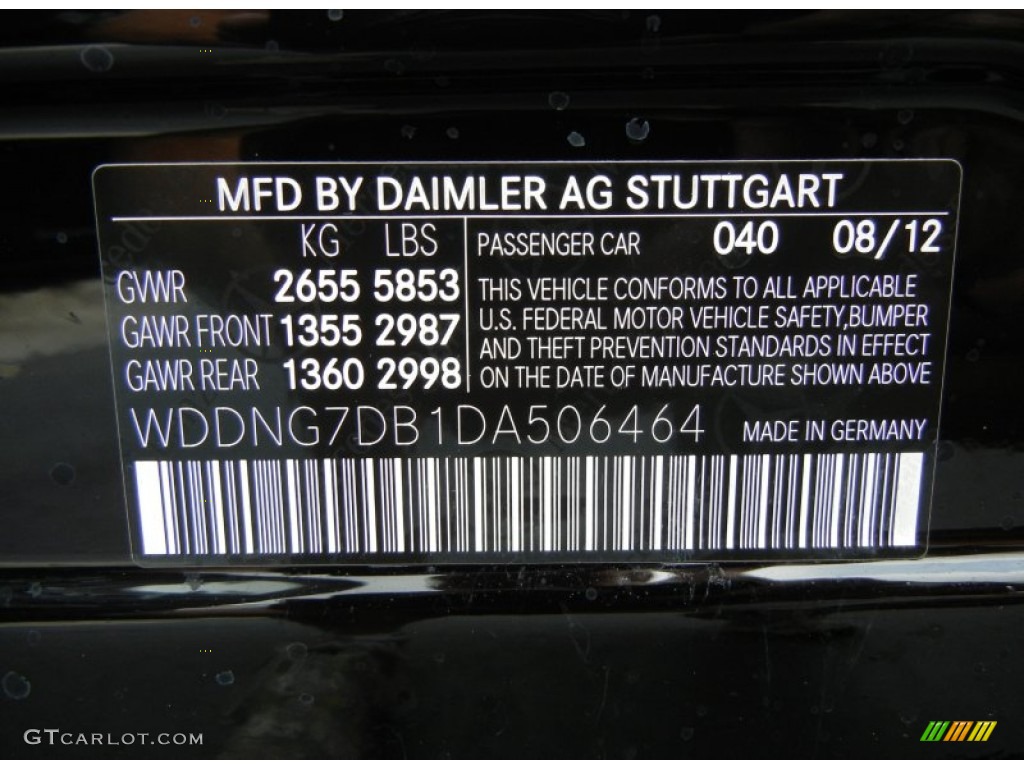 MFD BY DAIMLER AG STUTTGART
KG LBS
GVWR 2655 5853
GAWR FRONT 1355 2987
GAWR REAR 1360 2998
PASSENGER CAR 040 08/12
THIS VEHICLE CONFORMS TO ALL APPLICABLE
U.S. FEDERAL MOTOR VEHICLE SAFETY,BUMPER
AND THEFT PREVENTION STANDARDS IN EFFECT
ON THE DATE OF MANUFACTURE SHOWN ABOVE
WDDNG7DB1DA506464 MADE IN GERMANY
GTCARLOT.COM